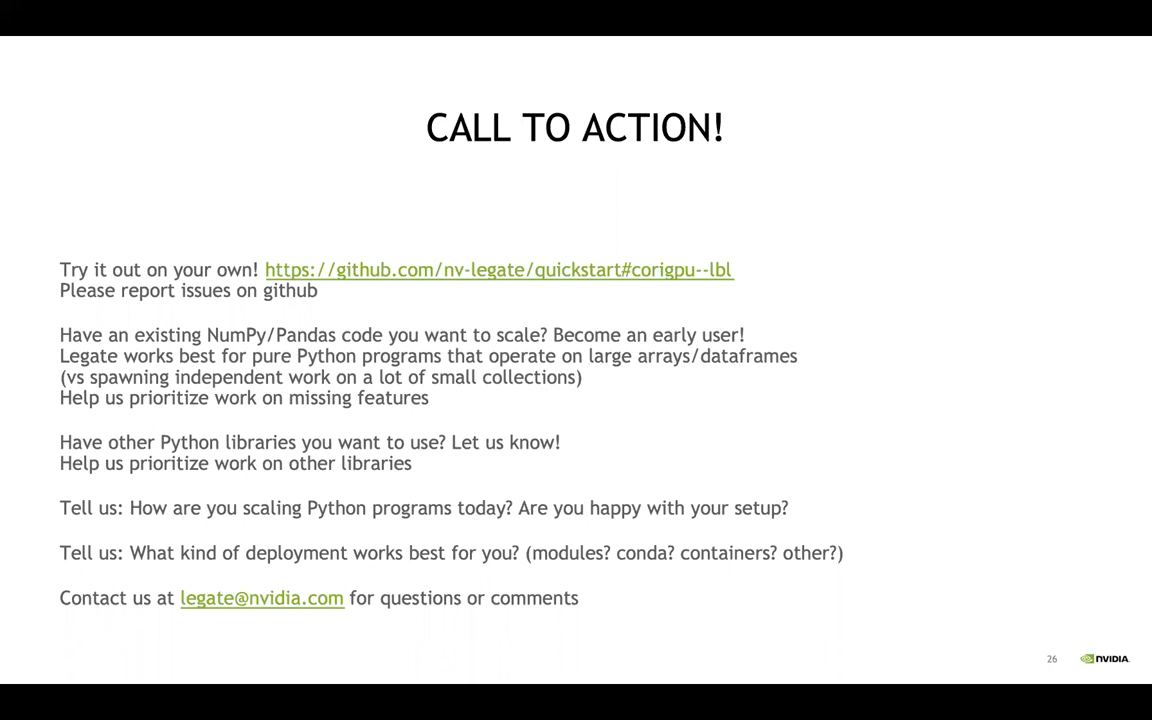 CALL TO ACTION!
Try it out on your own! https://github.com/nv-legate/quickstart#corigpu--lbl
Please report issues on github
Have an existing NumPy/Pandas code you want to scale? Become an early user!
Legate works best for pure Python programs that operate on large arrays/dataframes
(vs spawning independent work on a lot of small collections)
Help us prioritize work on missing features
Have other Python libraries you want to use? Let us know!
Help us prioritize work on other libraries
Tell us: How are you scaling Python programs today? Are you happy with your setup?
Tell us: What kind of deployment works best for you? (modules? conda? containers? other?)
Contact us at legate@nvidia.com for questions or comments
26 NVIDIA.